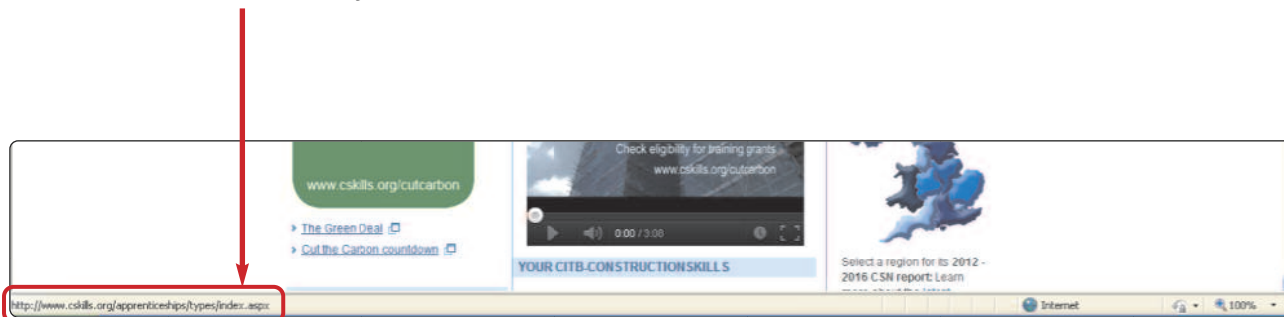 Check eligibility for training grants
www.cskills.org/cutcarbon
www.cskills.org/cutcarbon
The Green Deal
Cut the Carbon countdown
0:00 / 3:08
YOUR CITB-CONSTRUCTIONSKILLS
Select a region for its 2012 -
2016 CSN report: Learn
http://www.cskills.org/apprenticeships/types/index.aspx
Internet
100%